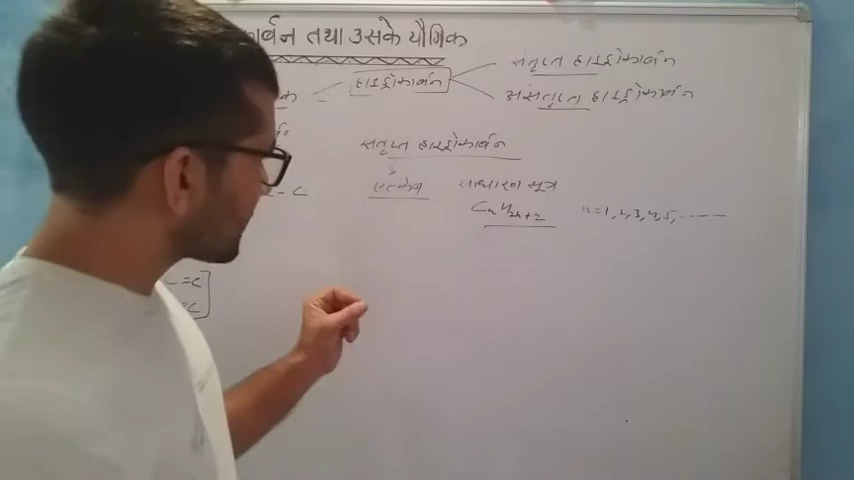 कार्बन तथा उसके यौगिक
संतृप्त हाइड्रोकार्बन
हाइड्रोकार्बन
असंतृप्त हाइड्रोकार्बन
संतृप्त हाइड्रोकार्बन
एल्केन साधारण सूत्र
CnH2n+2 n=1,2,3,4,5,------
- C
- =C
=C